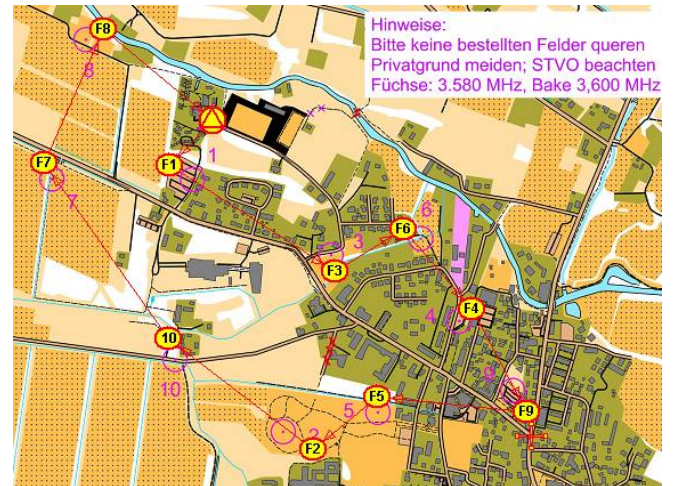 Hinweise:
Bitte keine bestellten Felder queren
Privatgrund meiden; STVO beachten
Füchse: 3.580 MHz, Bake 3,600 MHz
F8
8
F1
1
F7
7
F6
6
3
F3
F4
4
10
10
9
F5
5
F9
2
F2